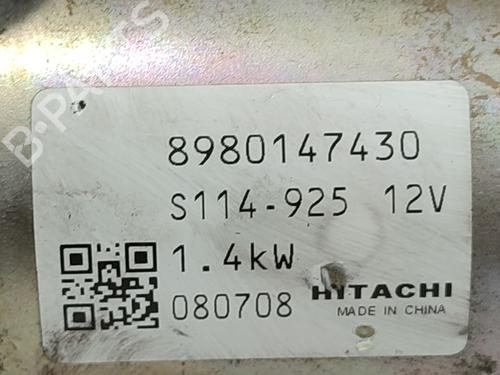 B-PARTS
8980147430
S114-925 12V
1.4kW
080708 HITACHI
MADE IN CHINA